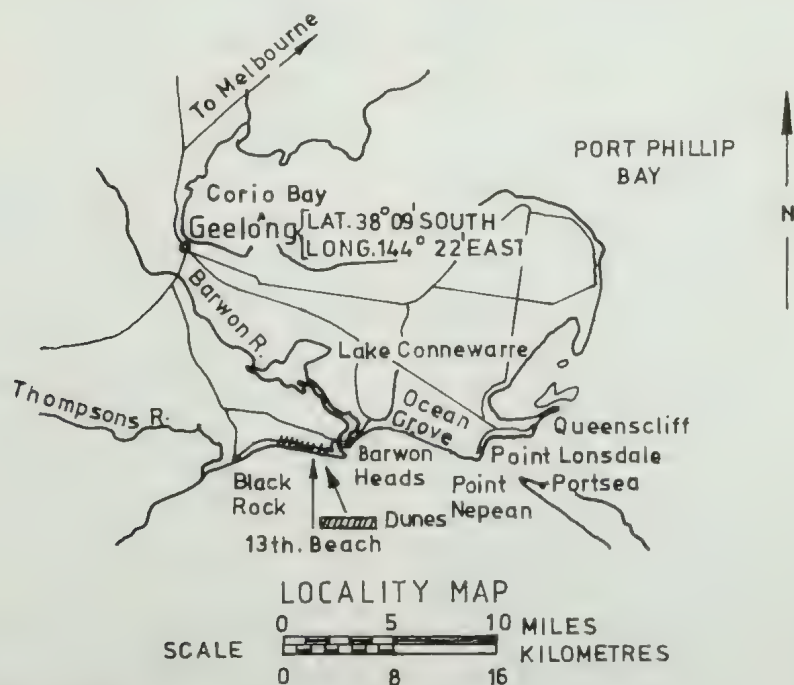 To Melbourne
PORT PHILLIP
BAY
N
Corio Bay
Geelong
LAT. 38° 09' SOUTH
LONG. 144° 22' EAST
Barwon R.
Lake Connewarre
Thompsons R.
Ocean
Grove
Queenscliff
Barwon
Heads
Point Lonsdale
Black
Rock
Point
Nepean
Portsea
Dunes
13th. Beach
LOCALITY MAP
0 5 10 MILES
SCALE
KILOMETRES
0 8 16